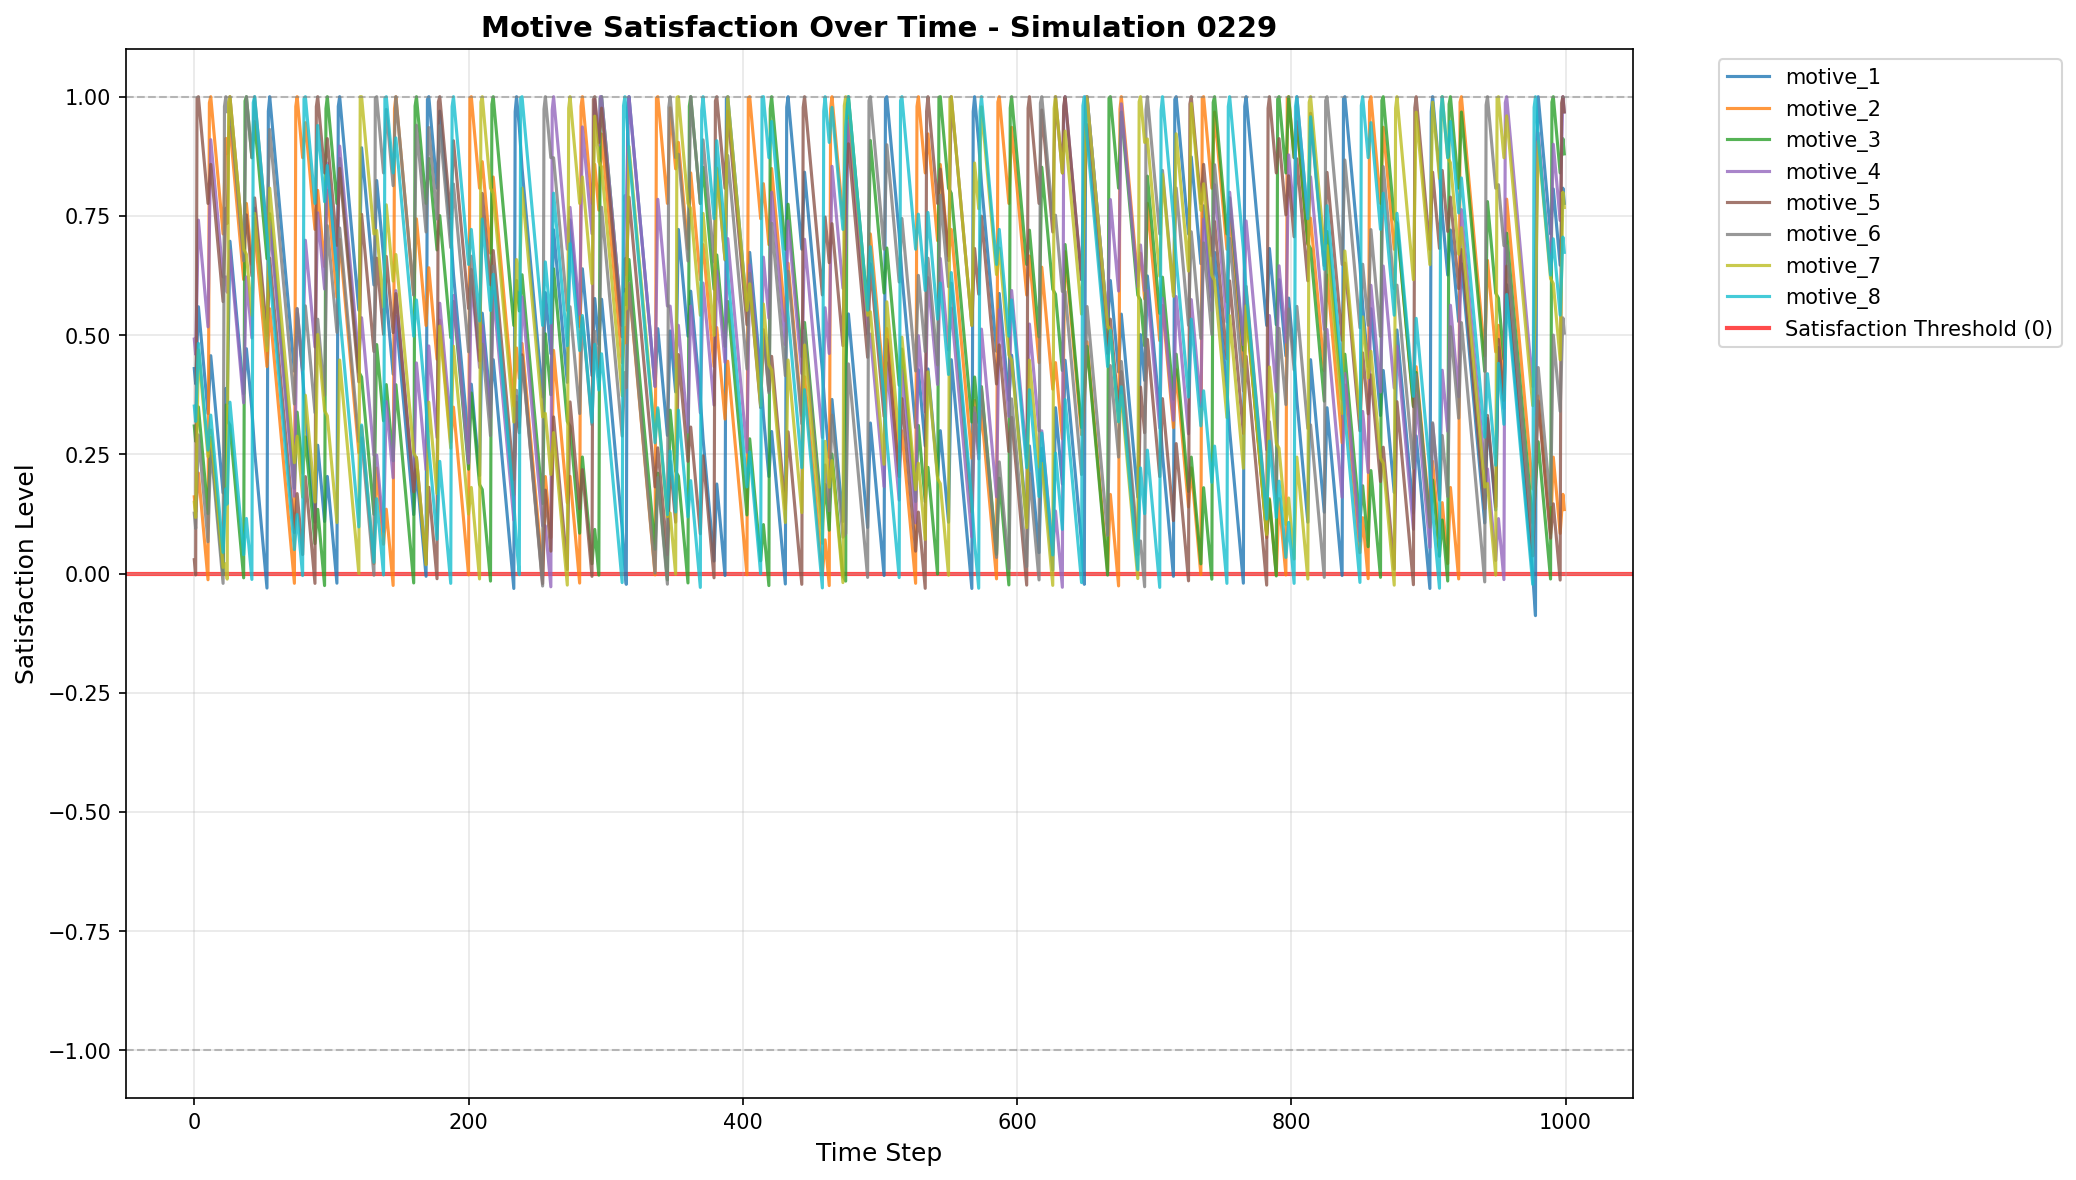 Motive Satisfaction Over Time - Simulation 0229
1.00
0.75
0.50
0.25
0.00
−0.25
−0.50
−0.75
−1.00
Satisfaction Level
0
200
400
600
800
1000
Time Step
motive_1
motive_2
motive_3
motive_4
motive_5
motive_6
motive_7
motive_8
Satisfaction Threshold (0)